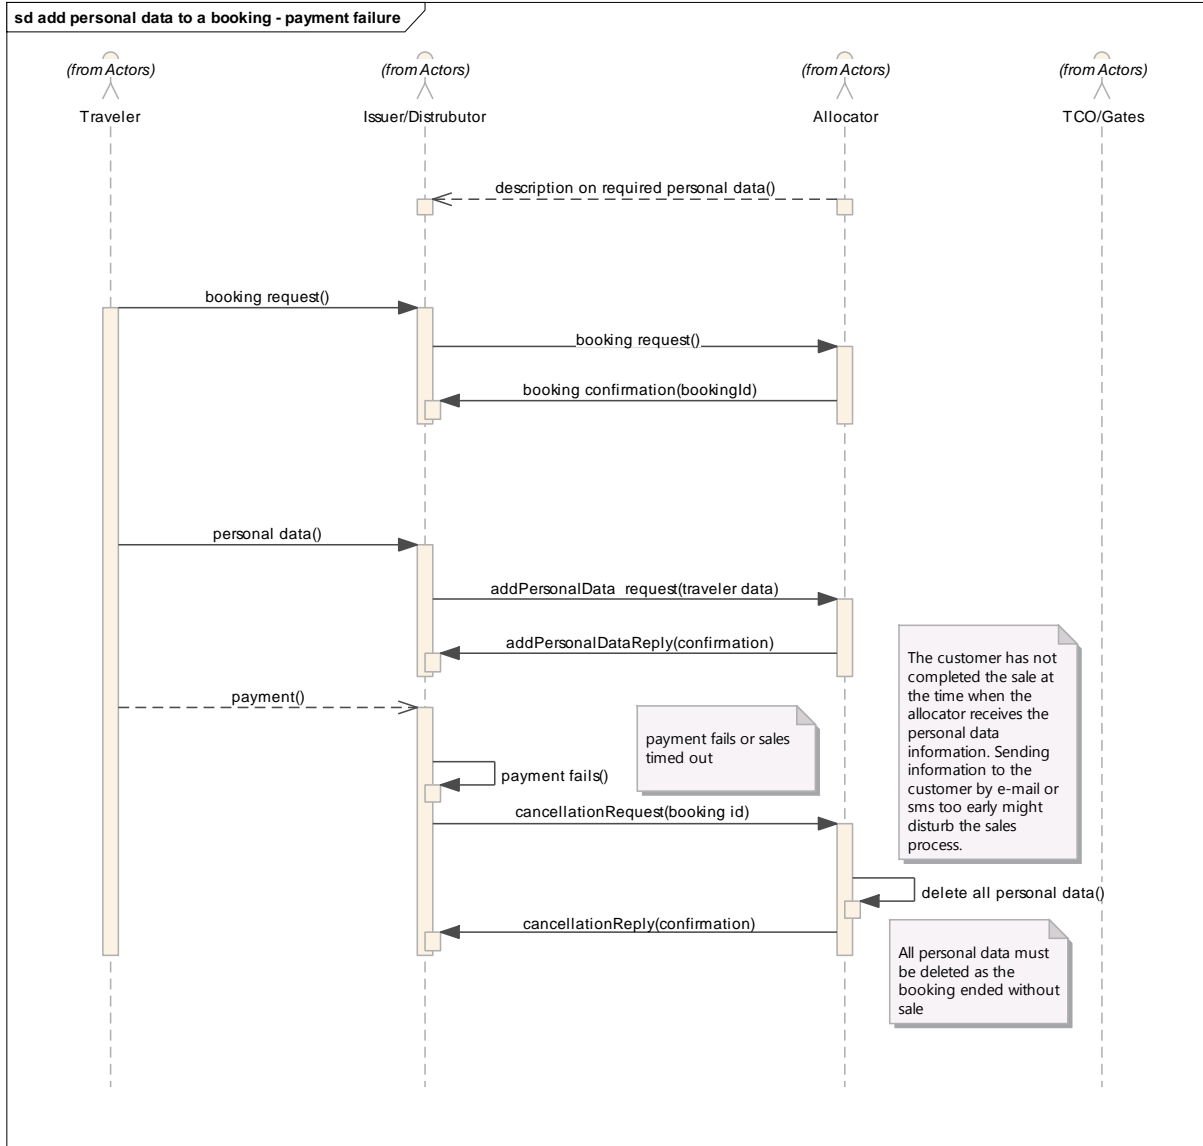 sd add personal data to a booking - payment failure
(from Actors)
(from Actors)
(from Actors)
(from Actors)
Traveler
Issuer/Distrubutor
Allocator
TCO/Gates
description on required personal data()
booking request()
booking request()
booking confirmation(bookingId)
personal data()
addPersonalData_request(traveler data)
addPersonalDataReply(confirmation)
The customer has not
completed the sale at
the time when the
allocator receives the
personal data
information. Sending
information to the
customer by e-mail or
sms too early might
disturb the sales
process.
payment()
payment fails or sales
timed out
payment fails()
cancellationRequest(booking id)
delete all personal data()
cancellationReply(confirmation)
All personal data must
be deleted as the
booking ended without
sale